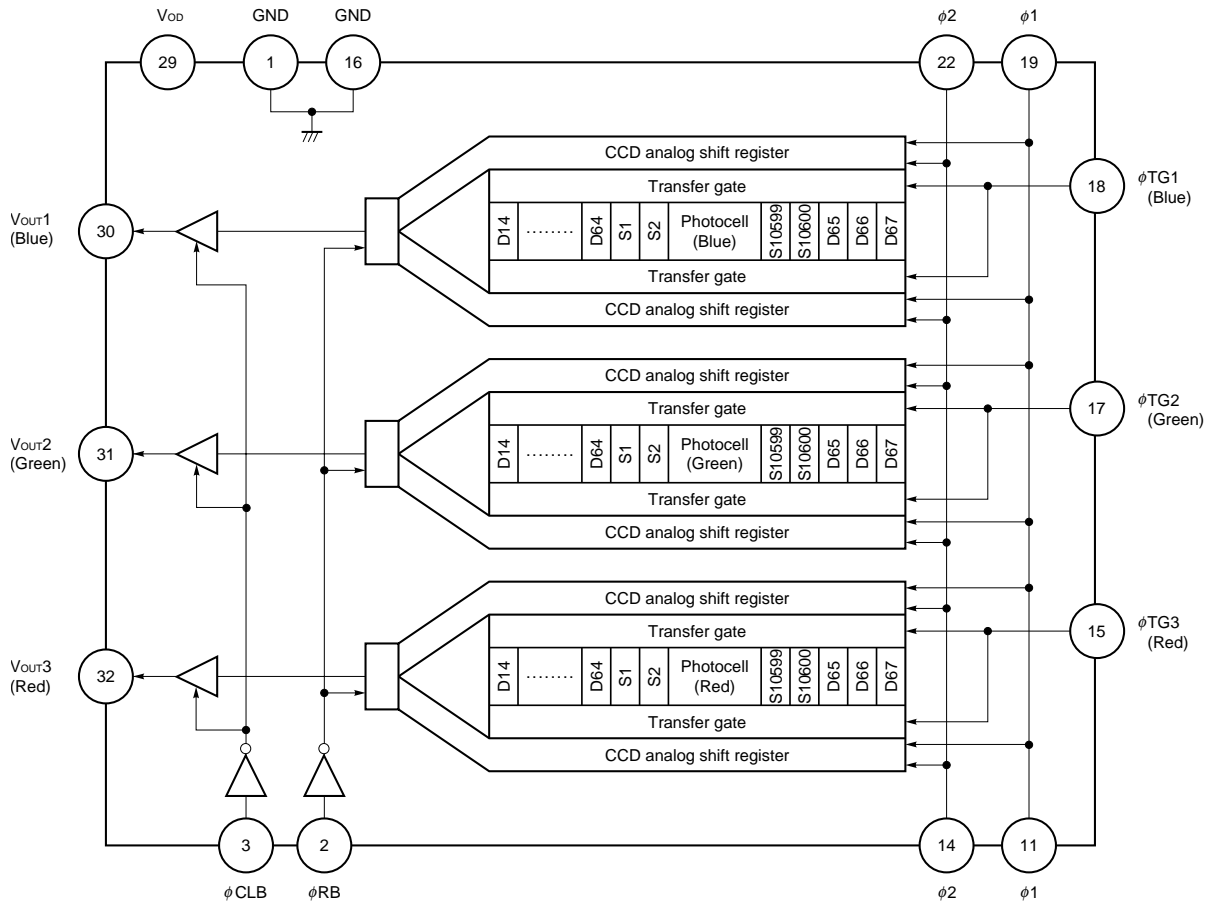 VOD GND GND ϕ2 ϕ1
29 1 16 22 19
CCD analog shift register
Transfer gate
18 ϕTG1
(Blue)
VOUT1
(Blue) 30
D14 ········ D64 S1 S2 Photocell
(Blue) S10599 S10600 D65 D66 D67
Transfer gate
CCD analog shift register
CCD analog shift register
Transfer gate
17 ϕTG2
(Green)
VOUT2
(Green) 31
D14 ········ D64 S1 S2 Photocell
(Green) S10599 S10600 D65 D66 D67
Transfer gate
CCD analog shift register
CCD analog shift register
Transfer gate
15 ϕTG3
(Red)
VOUT3
(Red) 32
D14 ········ D64 S1 S2 Photocell
(Red) S10599 S10600 D65 D66 D67
Transfer gate
CCD analog shift register
3 2 14 11
ϕCLB ϕRB ϕ2 ϕ1